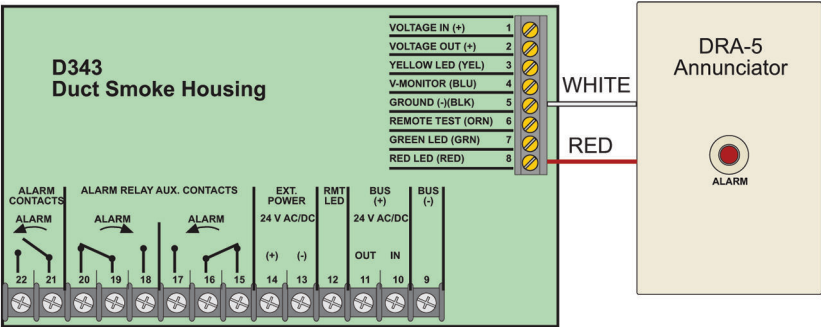 D343
Duct Smoke Housing
VOLTAGE IN (+) 1
VOLTAGE OUT (+) 2
YELLOW LED (YEL) 3
V-MONITOR (BLU) 4
GROUND (-)(BLK) 5
REMOTE TEST (ORN) 6
GREEN LED (GRN) 7
RED LED (RED) 8
WHITE
RED
DRA-5
Annunciator
ALARM
ALARM
CONTACTS
ALARM
ALARM RELAY AUX. CONTACTS
ALARM
ALARM
EXT.
POWER
24 V AC/DC
(+) (-)
RMT
LED
BUS
(+)
24 V AC/DC
OUT IN
BUS
(-)
22 21 20 19 18 17 16 15 14 13 12 11 10 9